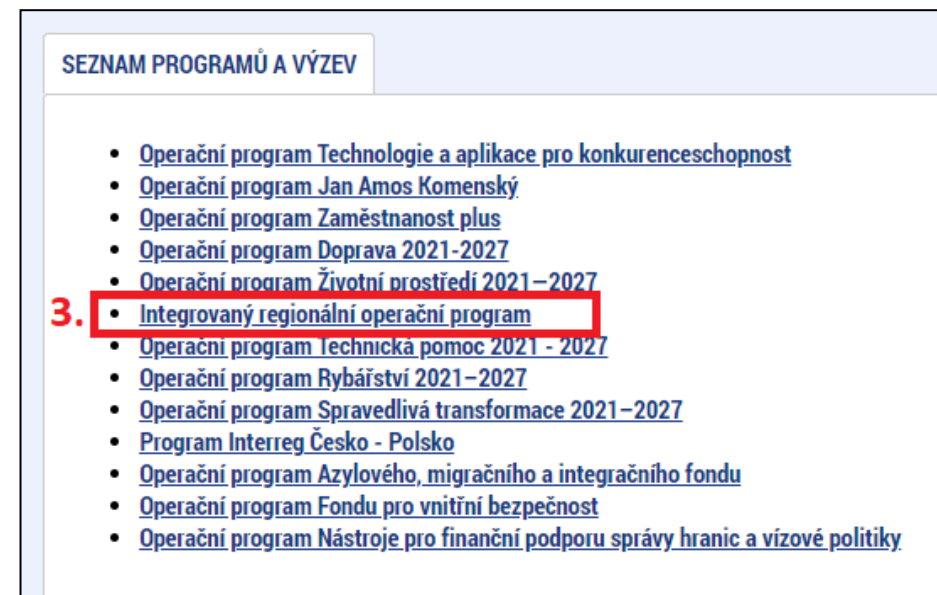 SEZNAM PROGRAMŮ A VÝZEV
Operační program Technologie a aplikace pro konkurenceschopnost
Operační program Jan Amos Komenský
Operační program Zaměstnanost plus
Operační program Doprava 2021-2027
Operační program Životní prostředí 2021–2027
3. Integrovaný regionální operační program
Operační program Technická pomoc 2021 - 2027
Operační program Rybářství 2021–2027
Operační program Spravedlivá transformace 2021–2027
Program Interreg Česko - Polsko
Operační program Azylového, migračního a integračního fondu
Operační program Fondu pro vnitřní bezpečnost
Operační program Nástroje pro finanční podporu správy hranic a vízové politiky